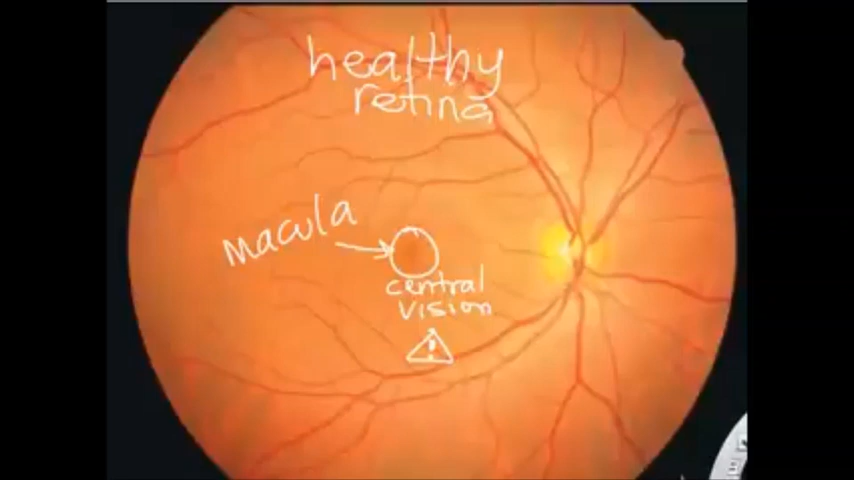 healthy
retina
Macula
central
vision
!